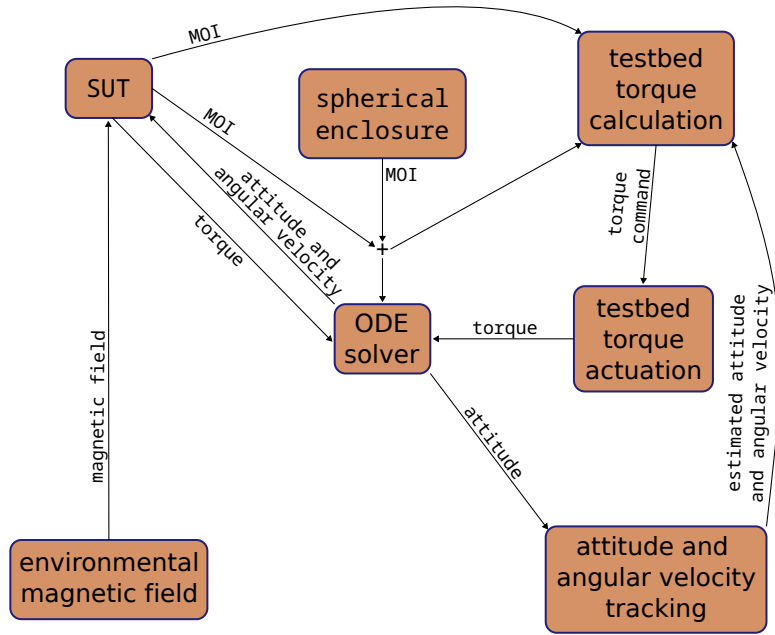 MOI
testbed
torque
calculation
SUT
spherical
enclosure
MOI
MOI
attitude and
angular velocity
torque
torque
command
+
ODE
solver
torque
testbed
torque
actuation
magnetic field
estimated attitude
and angular velocity
attitude
environmental
magnetic field
attitude and
angular velocity
tracking